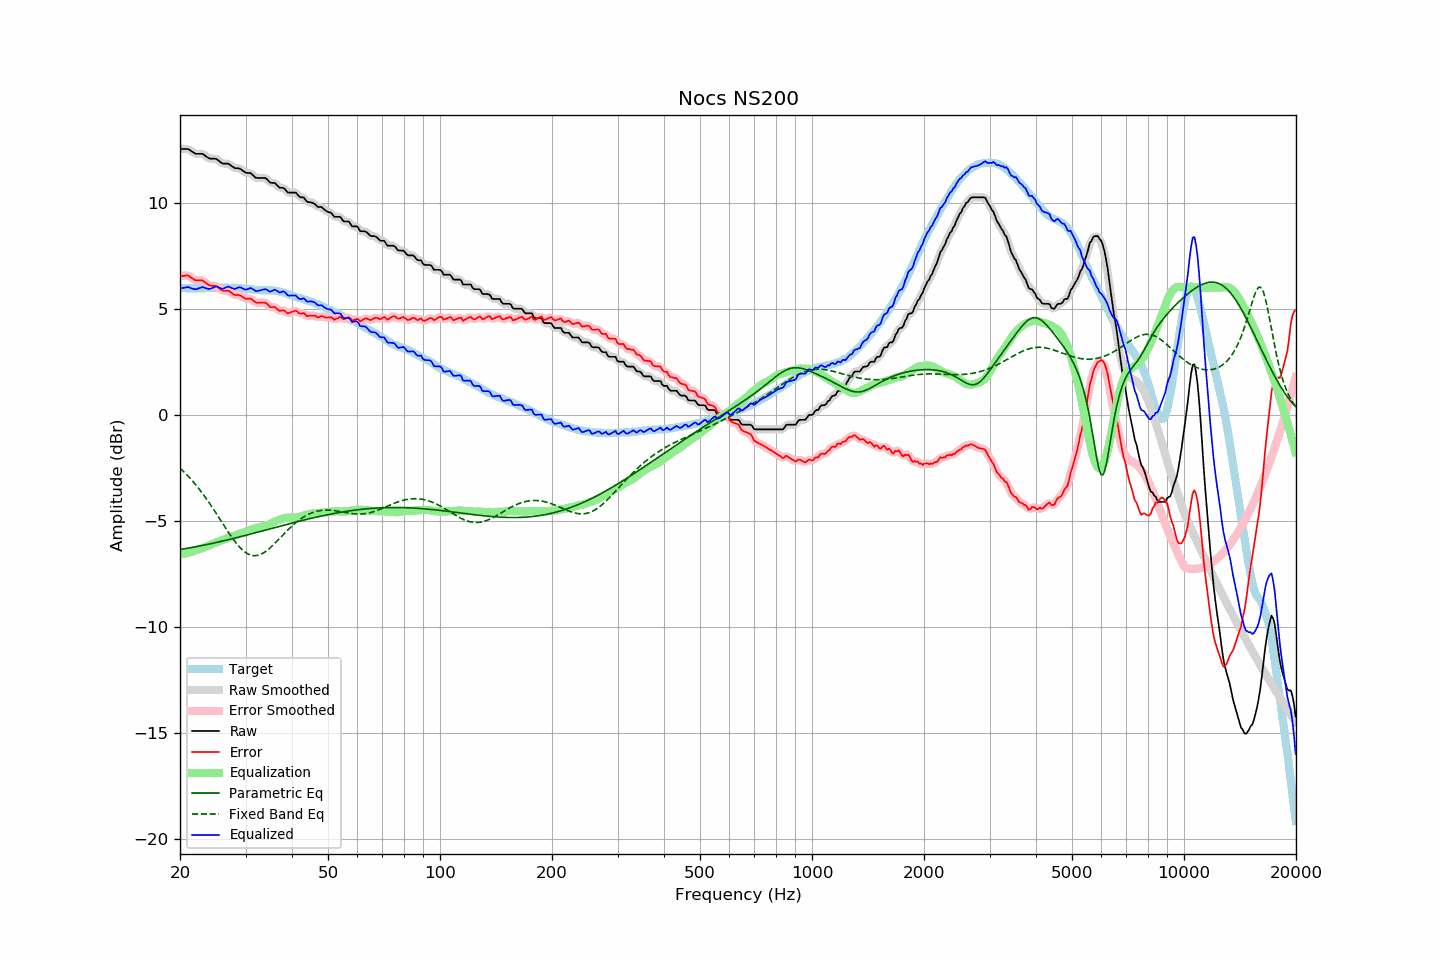 Nocs NS200
Amplitude (dBr)
10
5
0
−5
−10
−15
−20
Target
Raw Smoothed
Error Smoothed
Raw
Error
Equalization
Parametric Eq
Fixed Band Eq
Equalized
20 50 100 200 500 1000 2000 5000 10000 20000
Frequency (Hz)